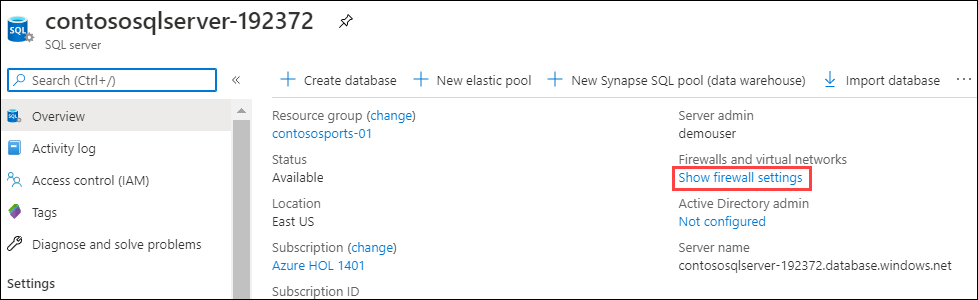 contososqlserver-192372
SQL
SQL server
Search (Ctrl+/)
«
Create database
New elastic pool
New Synapse SQL pool (data warehouse)
Import database
...
SQL
Overview
Activity log
Access control (IAM)
Tags
Diagnose and solve problems
Settings
Resource group (change)
contososports-01
Status
Available
Location
East US
Subscription (change)
Azure HOL 1401
Subscription ID
Server admin
demouser
Firewalls and virtual networks
Show firewall settings
Active Directory admin
Not configured
Server name
contososqlserver-192372.database.windows.net